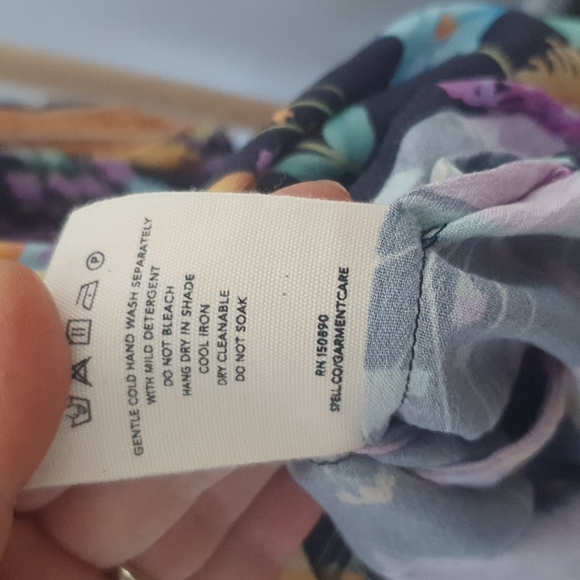 GENTLE COLD HAND WASH SEPARATELY
WITH MILD DETERGENT
DO NOT BLEACH
HANG DRY IN SHADE
COOL IRON
DRY CLEANABLE
DO NOT SOAK
RN 150890
SPELL.CO/GARMENTCARE
P